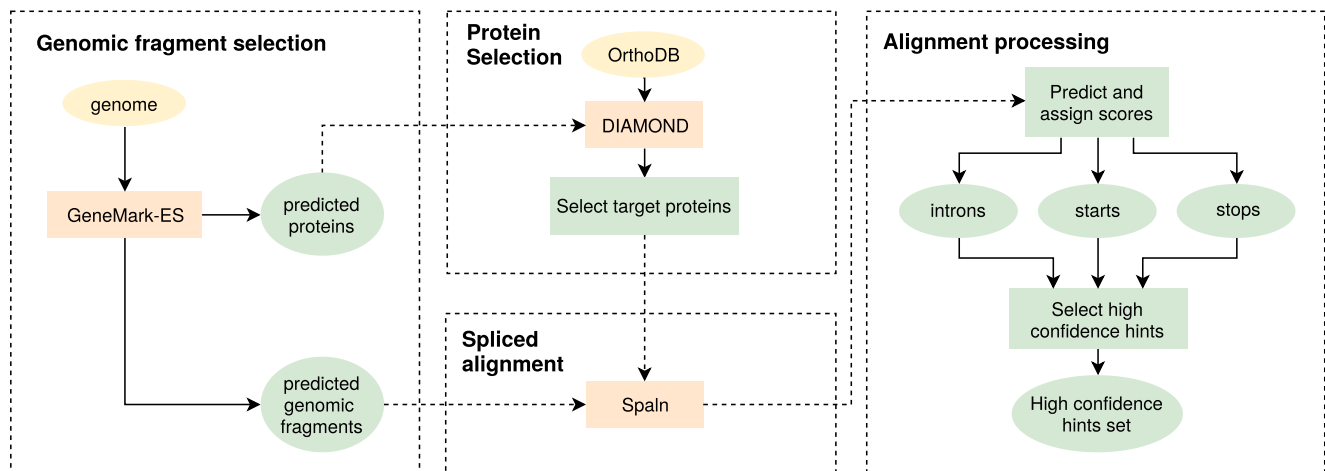 Genomic fragment selection
genome
GeneMark-ES
predicted
proteins
predicted
genomic
fragments
Protein
Selection
OrthoDB
DIAMOND
Select target proteins
Spliced
alignment
Spaln
Alignment processing
Predict and
assign scores
introns
starts
stops
Select high
confidence hints
High confidence
hints set